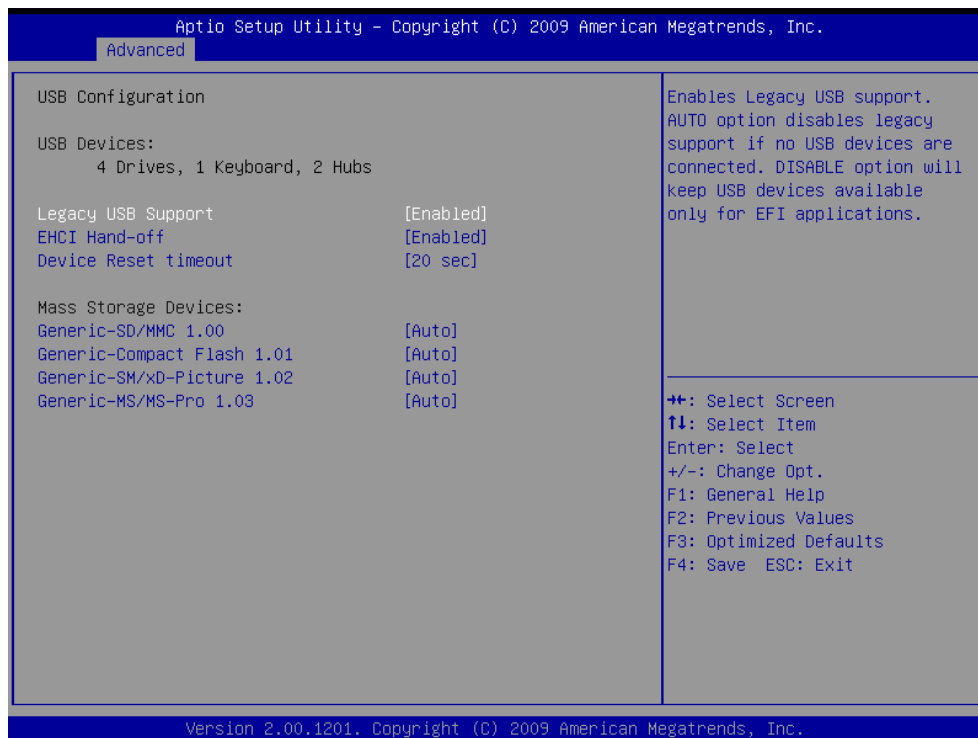 Aptio Setup Utility – Copyright (C) 2009 American Megatrends, Inc.
Advanced
USB Configuration
USB Devices:
4 Drives, 1 Keyboard, 2 Hubs
Legacy USB Support [Enabled]
EHCI Hand-off [Enabled]
Device Reset timeout [20 sec]
Mass Storage Devices:
Generic-SD/MMC 1.00 [Auto]
Generic-Compact Flash 1.01 [Auto]
Generic-SM/xD-Picture 1.02 [Auto]
Generic-MS/MS-Pro 1.03 [Auto]
Enables Legacy USB support.
AUTO option disables legacy
support if no USB devices are
connected. DISABLE option will
keep USB devices available
only for EFI applications.
→←: Select Screen
↑↓: Select Item
Enter: Select
+/-: Change Opt.
F1: General Help
F2: Previous Values
F3: Optimized Defaults
F4: Save ESC: Exit
Version 2.00.1201. Copyright (C) 2009 American Megatrends, Inc.